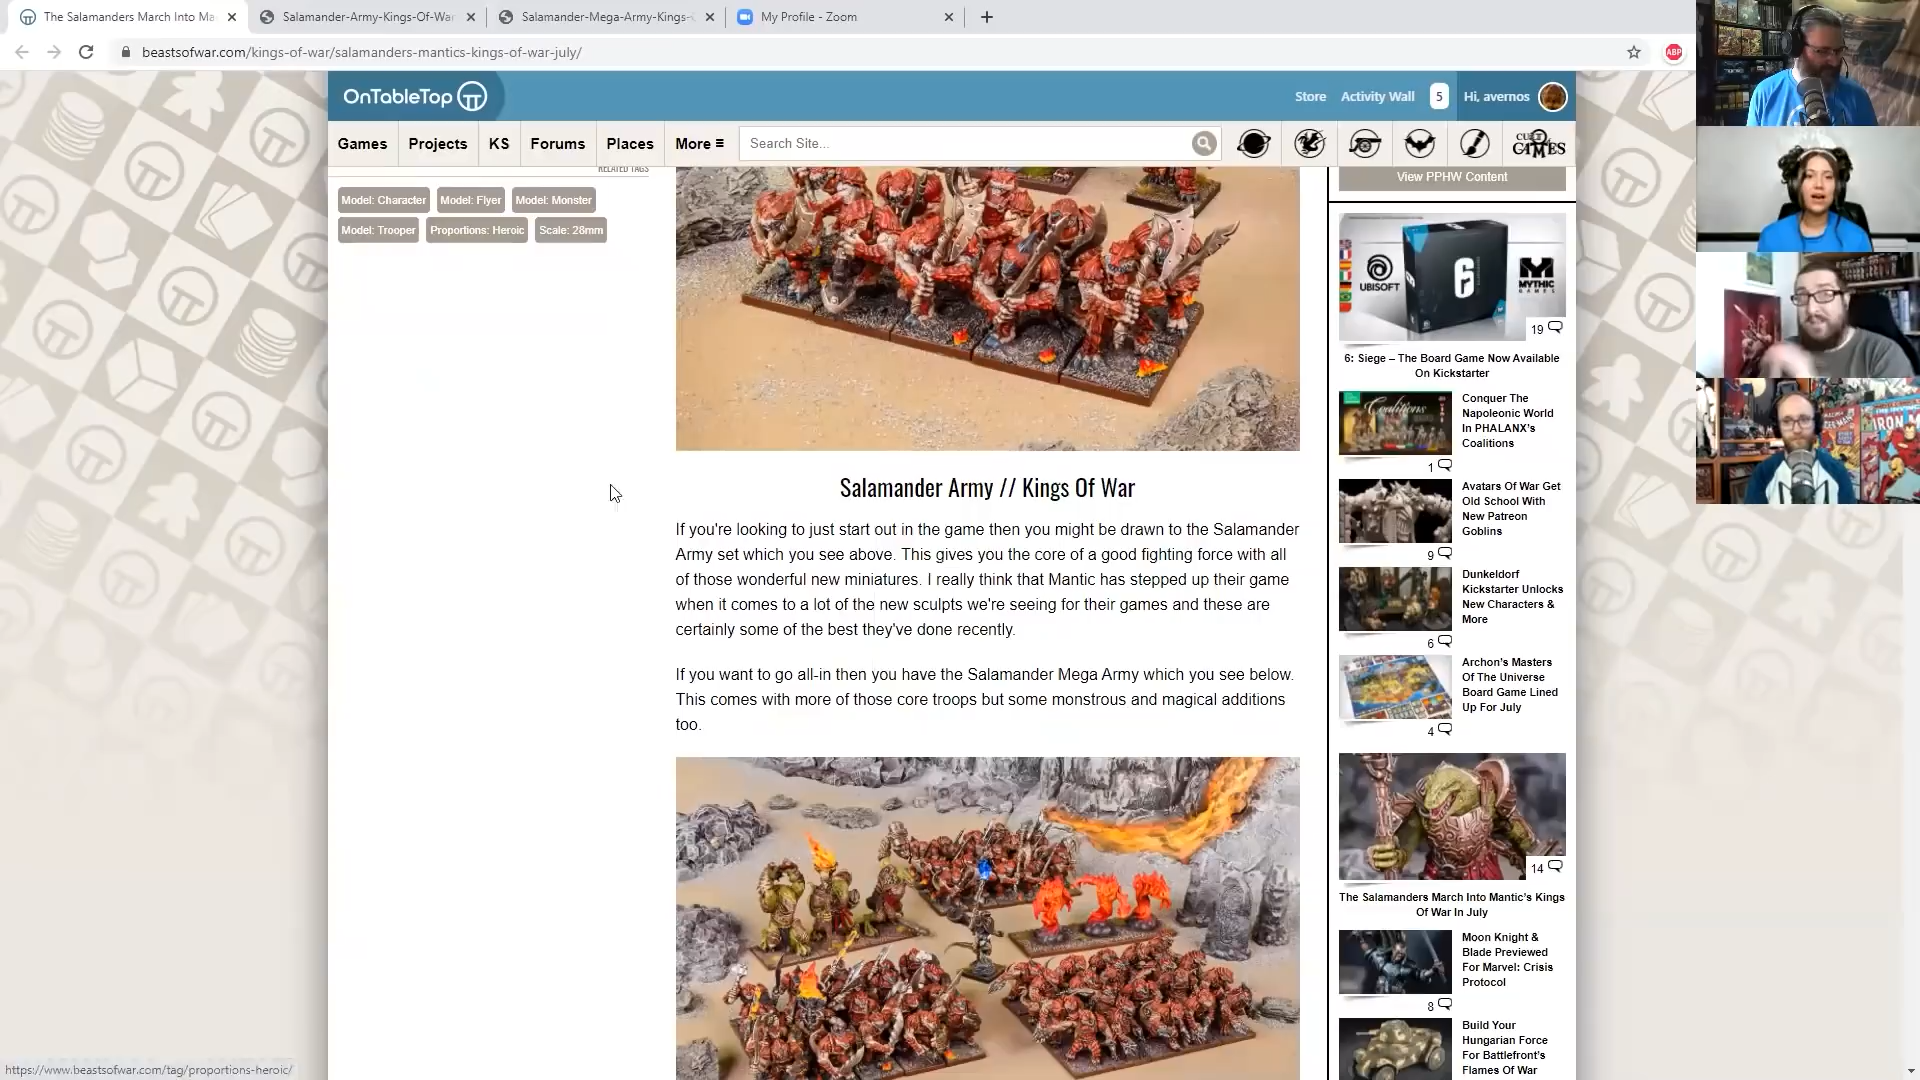 The Salamanders March Into Ma
Salamander-Army-Kings-Of-War
Salamander-Mega-Army-Kings-
My Profile - Zoom
beastsofwar.com/kings-of-war/salamanders-mantics-kings-of-war-july/
ABP
OnTableTop
Store
Activity Wall
5
Hi, avernos
Games
Projects
KS
Forums
Places
More
Search Site...
CULT OF GAMES
RELATED TAGS
Model: Character
Model: Flyer
Model: Monster
Model: Trooper
Proportions: Heroic
Scale: 28mm
Salamander Army // Kings Of War
If you're looking to just start out in the game then you might be drawn to the Salamander
Army set which you see above. This gives you the core of a good fighting force with all
of those wonderful new miniatures. I really think that Mantic has stepped up their game
when it comes to a lot of the new sculpts we're seeing for their games and these are
certainly some of the best they've done recently.
If you want to go all-in then you have the Salamander Mega Army which you see below.
This comes with more of those core troops but some monstrous and magical additions
too.
View PPHW Content
UBISOFT
6
MYTHIC
GAMES
19
6: Siege – The Board Game Now Available
On Kickstarter
Coalitions
Conquer The
Napoleonic World
In PHALANX's
Coalitions
1
Avatars Of War Get
Old School With
New Patreon
Goblins
9
Dunkeldorf
Kickstarter Unlocks
New Characters &
More
6
Archon's Masters
Of The Universe
Board Game Lined
Up For July
4
14
The Salamanders March Into Mantic's Kings
Of War In July
Moon Knight &
Blade Previewed
For Marvel: Crisis
Protocol
8
Build Your
Hungarian Force
For Battlefront's
Flames Of War
IRON M
https://www.beastsofwar.com/tag/proportions-heroic/